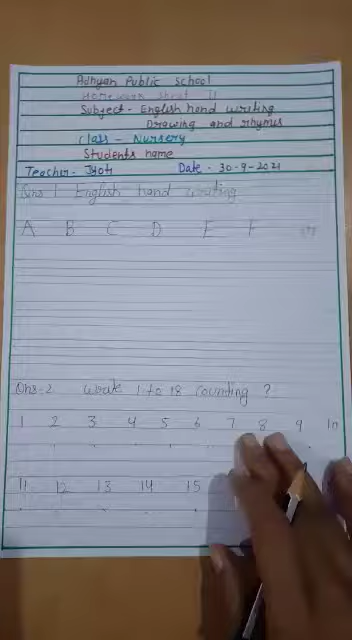 Adhyan Public School
Homework Sheet 11
Subject - English hand writing
Drawing and rhymes
Class - Nursery
Students name
Teacher - Jyoti Date - 30-9-2021
Qns 1 English hand writing
A B C D E F
Qns-2 Write 1 to 18 counting ?
1 2 3 4 5 6 7 8 9 10
11 12 13 14 15